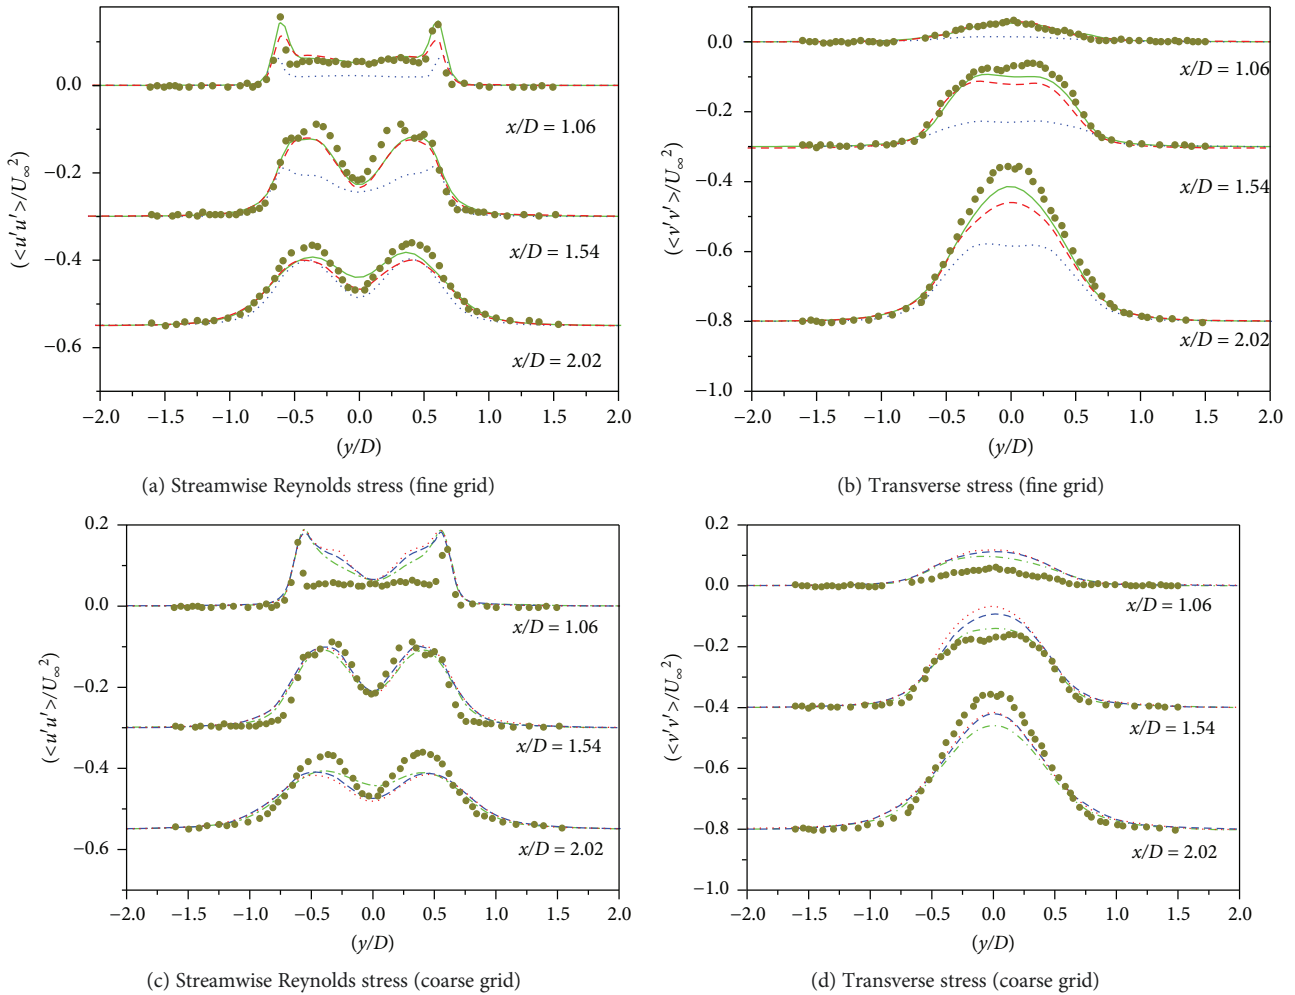 0.0
−0.2
−0.4
−0.6
(<u′u′>/U∞²)
x/D = 1.06
x/D = 1.54
x/D = 2.02
−2.0 −1.5 −1.0 −0.5 0.0 0.5 1.0 1.5 2.0
(y/D)
(a) Streamwise Reynolds stress (fine grid)
0.0
−0.2
−0.4
−0.6
−0.8
−1.0
(<v′v′>/U∞²)
x/D = 1.06
x/D = 1.54
x/D = 2.02
−2.0 −1.5 −1.0 −0.5 0.0 0.5 1.0 1.5 2.0
(y/D)
(b) Transverse stress (fine grid)
0.2
0.0
−0.2
−0.4
−0.6
(<u′u′>/U∞²)
x/D = 1.06
x/D = 1.54
x/D = 2.02
−2.0 −1.5 −1.0 −0.5 0.0 0.5 1.0 1.5 2.0
(y/D)
(c) Streamwise Reynolds stress (coarse grid)
0.2
0.0
−0.2
−0.4
−0.6
−0.8
−1.0
(<v′v′>/U∞²)
x/D = 1.06
x/D = 1.54
x/D = 2.02
−2.0 −1.5 −1.0 −0.5 0.0 0.5 1.0 1.5 2.0
(y/D)
(d) Transverse stress (coarse grid)